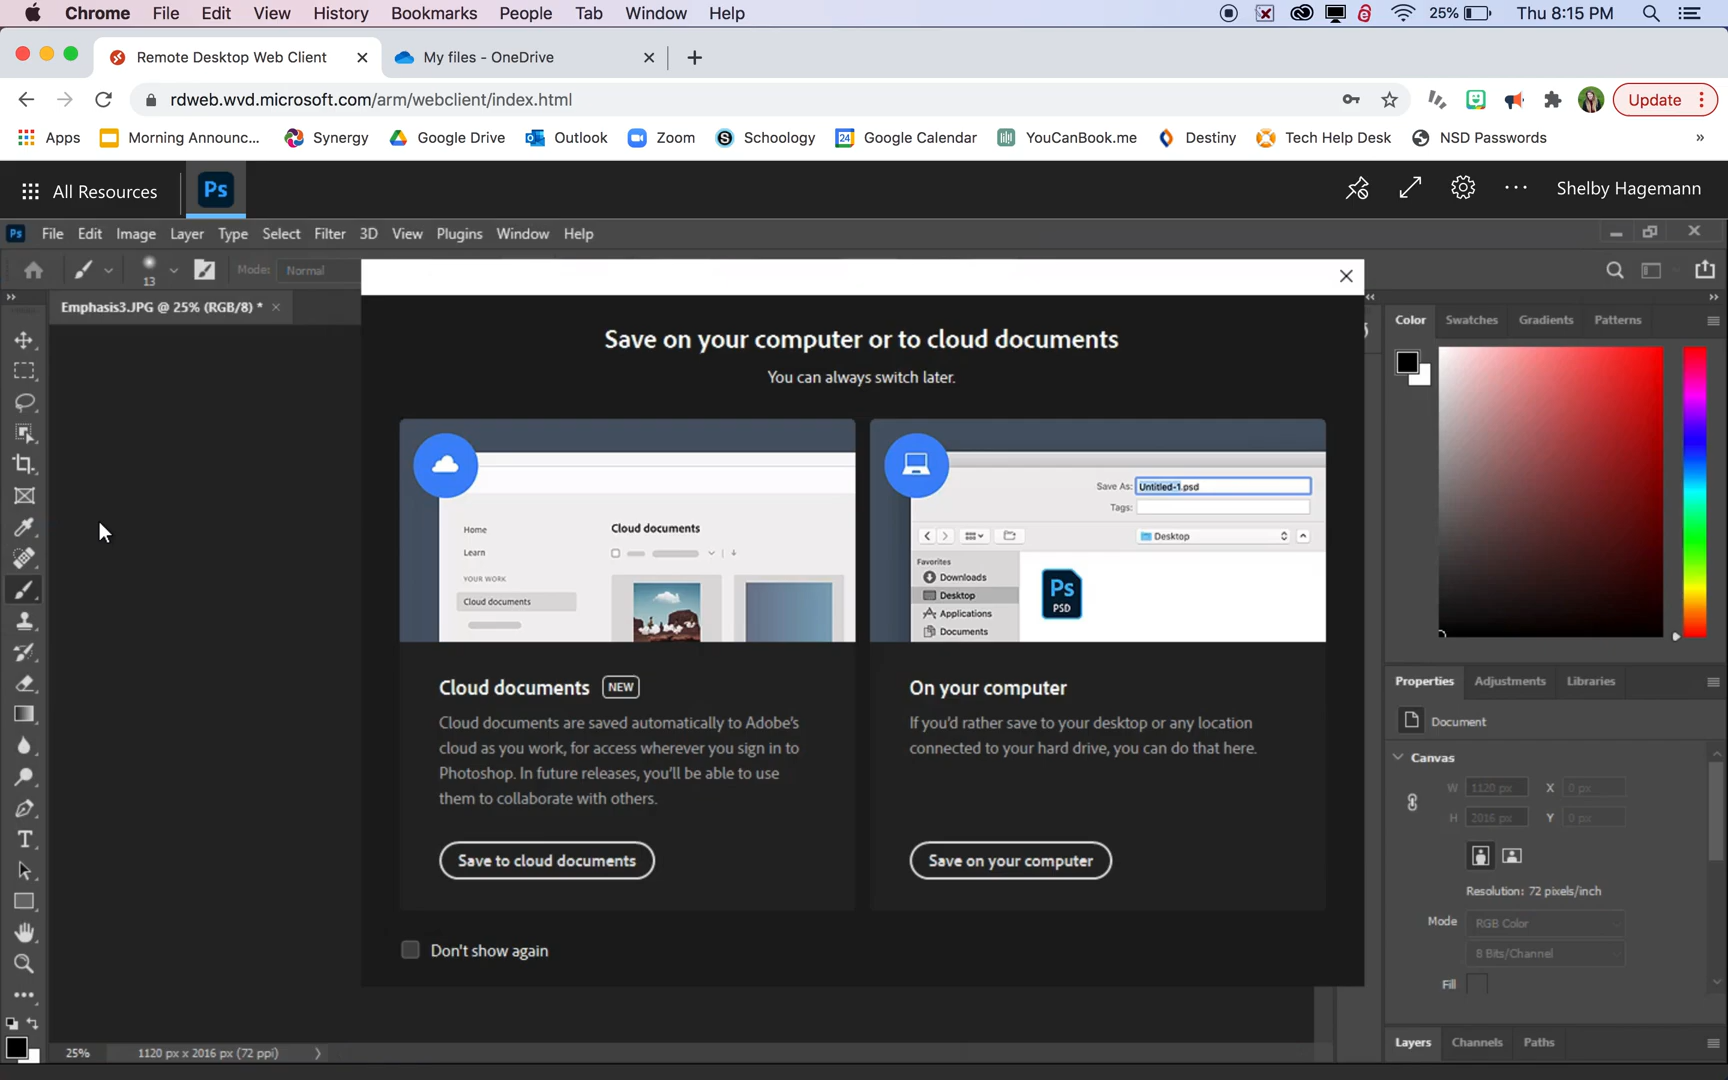 Chrome File Edit View History Bookmarks People Tab Window Help 25% Thu 8:15 PM
Remote Desktop Web Client My files - OneDrive
rdweb.wvd.microsoft.com/arm/webclient/index.html Update
Apps Morning Announc... Synergy Google Drive Outlook Zoom Schoology Google Calendar YouCanBook.me Destiny Tech Help Desk NSD Passwords »
All Resources Ps Shelby Hagemann
Ps File Edit Image Layer Type Select Filter 3D View Plugins Window Help
13 Mode: Normal
Emphasis3.JPG @ 25% (RGB/8) *
Color Swatches Gradients Patterns
Save on your computer or to cloud documents
You can always switch later.
Home
Learn
YOUR WORK
Cloud documents
Cloud documents
Save As: Untitled-1.psd
Tags:
Desktop
Favorites
Downloads
Desktop
Applications
Documents
Ps
PSD
Cloud documents NEW
Cloud documents are saved automatically to Adobe's
cloud as you work, for access wherever you sign in to
Photoshop. In future releases, you'll be able to use
them to collaborate with others.
Save to cloud documents
On your computer
If you'd rather save to your desktop or any location
connected to your hard drive, you can do that here.
Save on your computer
Don't show again
Properties Adjustments Libraries
Document
Canvas
W 1120 px X 0 px
H 2016 px Y 0 px
Resolution: 72 pixels/inch
Mode RGB Color
8 Bits/Channel
Fill
Layers Channels Paths
25% 1120 px x 2016 px (72 ppi)